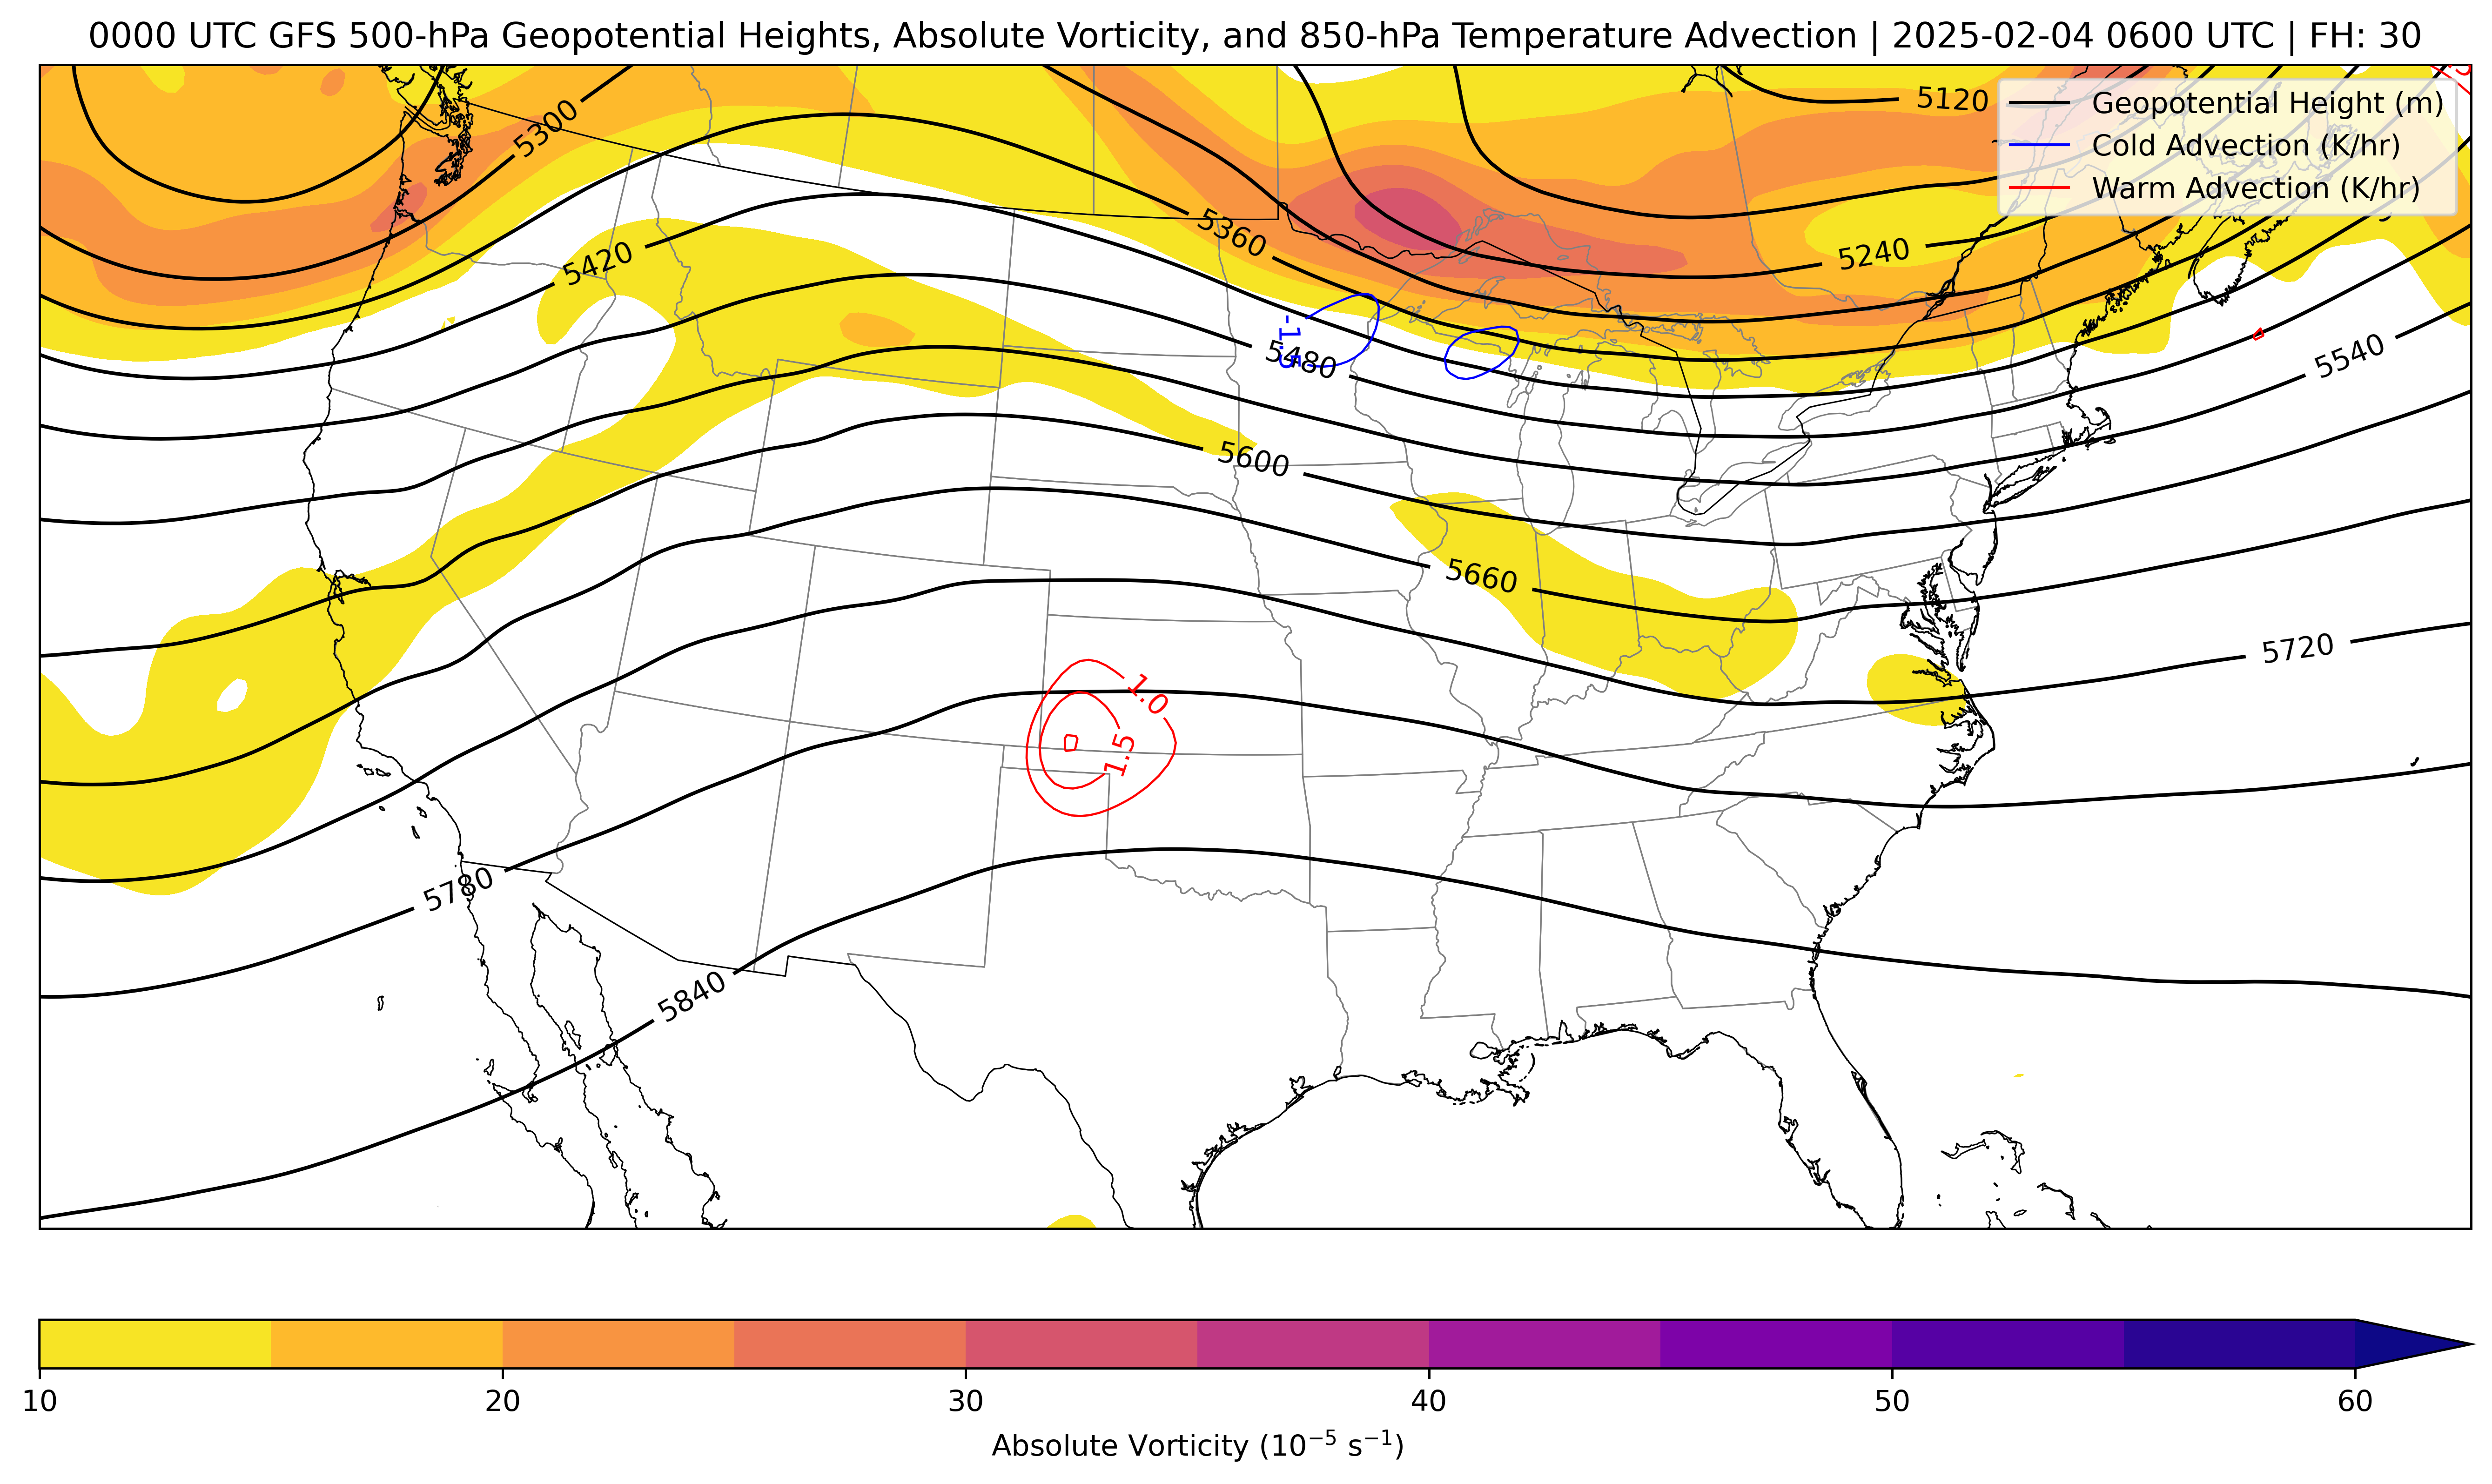 0000 UTC GFS 500-hPa Geopotential Heights, Absolute Vorticity, and 850-hPa Temperature Advection | 2025-02-04 0600 UTC | FH: 30
Geopotential Height (m)
Cold Advection (K/hr)
Warm Advection (K/hr)
5120
5300
5360
5240
5420
-1.5
5480
5540
5600
5660
5720
1.0
1.5
5780
5840
10 20 30 40 50 60
Absolute Vorticity (10⁻⁵ s⁻¹)